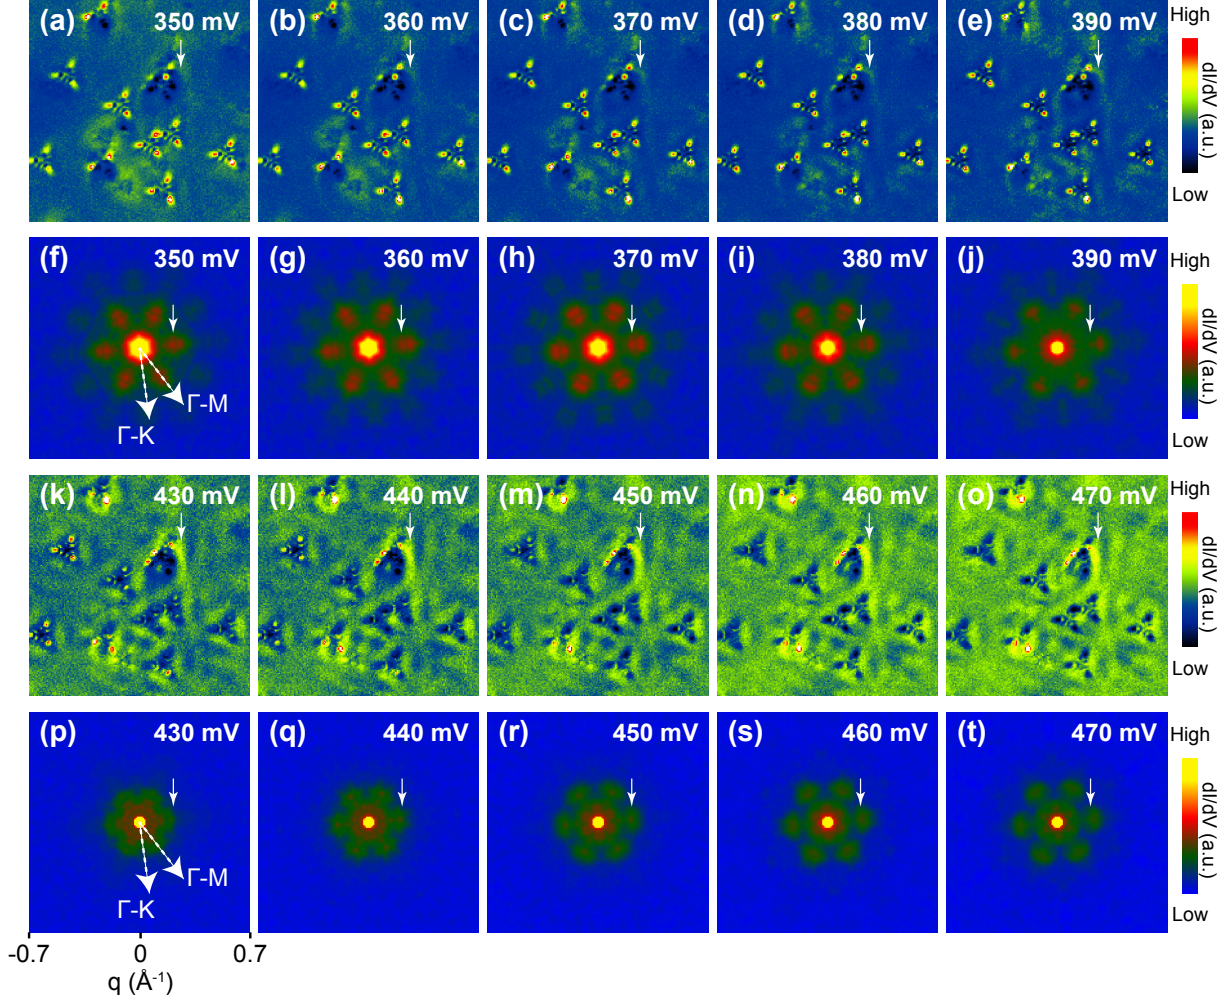 (a) 350 mV (b) 360 mV (c) 370 mV (d) 380 mV (e) 390 mV High
dI/dV (a.u.)
Low
(f) 350 mV (g) 360 mV (h) 370 mV (i) 380 mV (j) 390 mV High
dI/dV (a.u.)
Γ-M
Γ-K
Low
(k) 430 mV (l) 440 mV (m) 450 mV (n) 460 mV (o) 470 mV High
dI/dV (a.u.)
Low
(p) 430 mV (q) 440 mV (r) 450 mV (s) 460 mV (t) 470 mV High
dI/dV (a.u.)
Γ-M
Γ-K
Low
-0.7 0 0.7
q (Å-1)